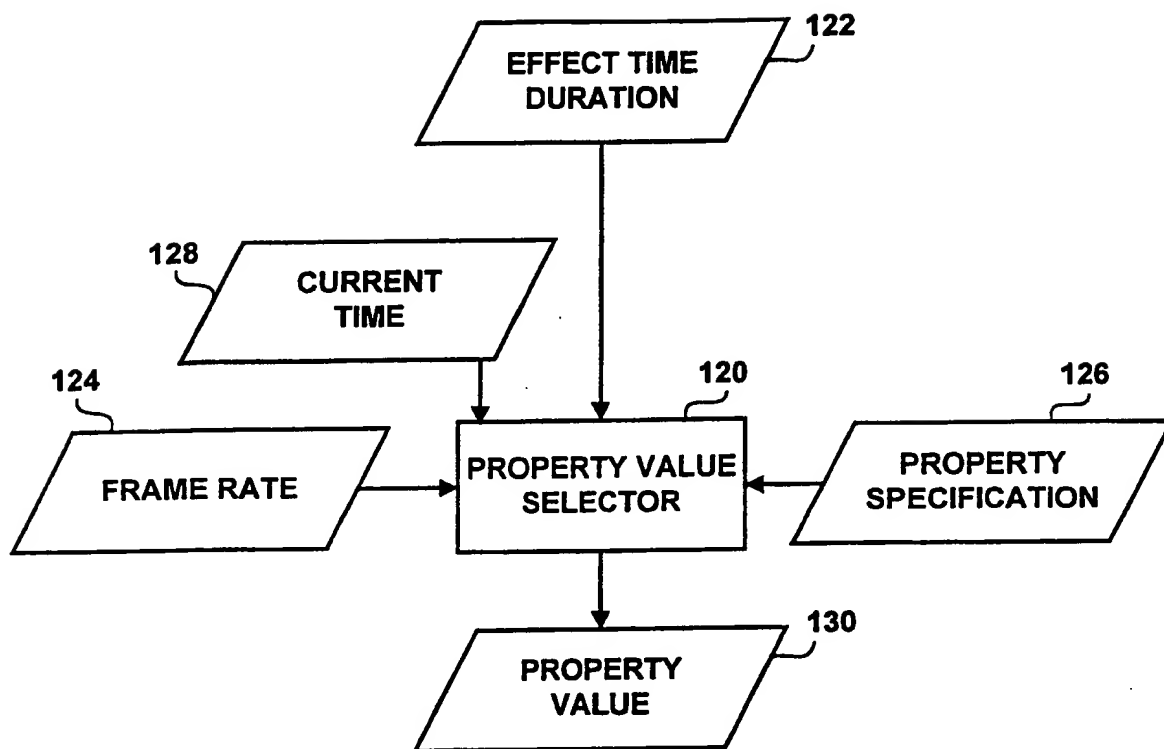 122
EFFECT TIME
DURATION
128
CURRENT
TIME
124
FRAME RATE
120
PROPERTY VALUE
SELECTOR
126
PROPERTY
SPECIFICATION
130
PROPERTY
VALUE